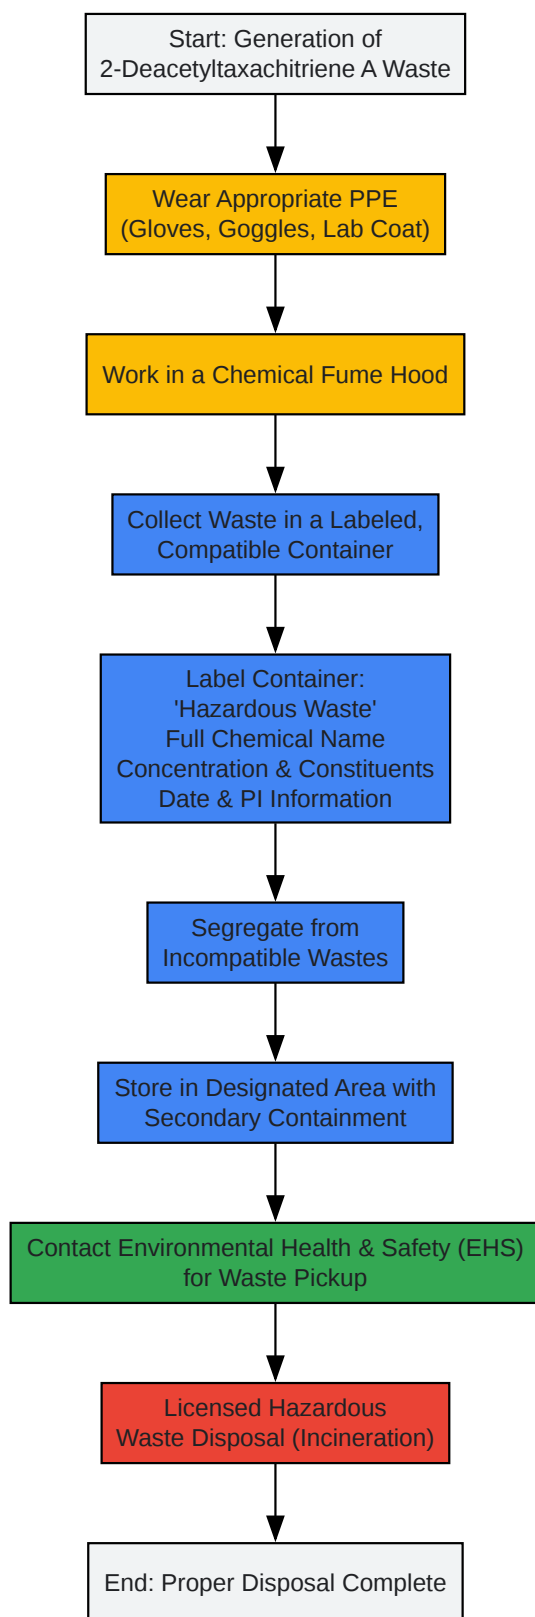 Start: Generation of
2-Deacetyltaxachitriene A Waste
Wear Appropriate PPE
(Gloves, Goggles, Lab Coat)
Work in a Chemical Fume Hood
Collect Waste in a Labeled,
Compatible Container
Label Container:
'Hazardous Waste'
Full Chemical Name
Concentration & Constituents
Date & PI Information
Segregate from
Incompatible Wastes
Store in Designated Area with
Secondary Containment
Contact Environmental Health & Safety (EHS)
for Waste Pickup
Licensed Hazardous
Waste Disposal (Incineration)
End: Proper Disposal Complete